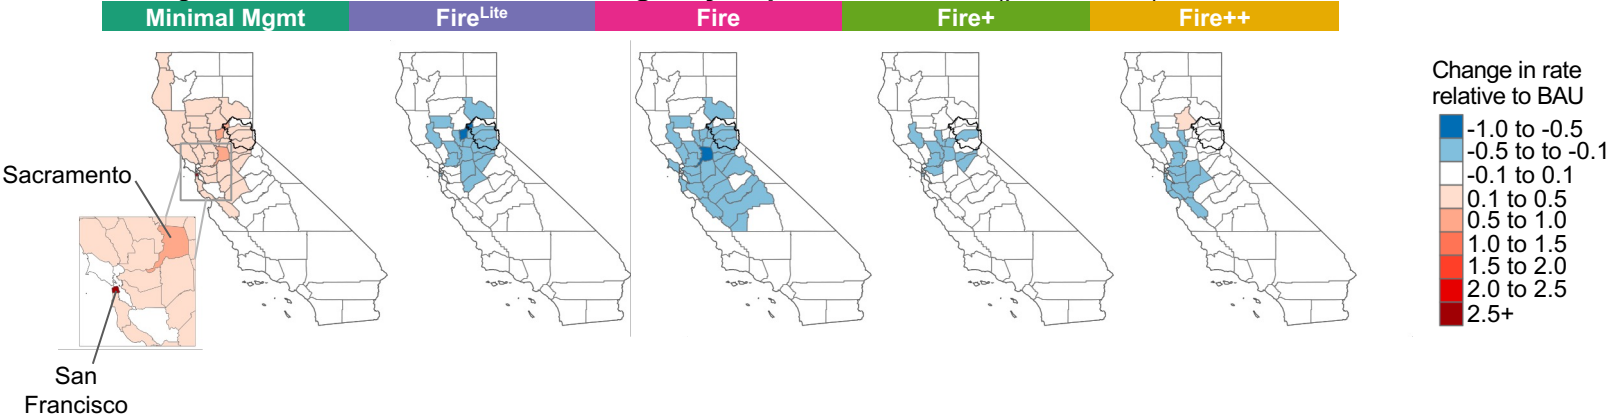 Minimal Mgmt
Fire^Lite
Fire
Fire+
Fire++
Change in rate
relative to BAU
-1.0 to -0.5
-0.5 to to -0.1
-0.1 to 0.1
0.1 to 0.5
0.5 to 1.0
1.0 to 1.5
1.5 to 2.0
2.0 to 2.5
2.5+
Sacramento
San
Francisco